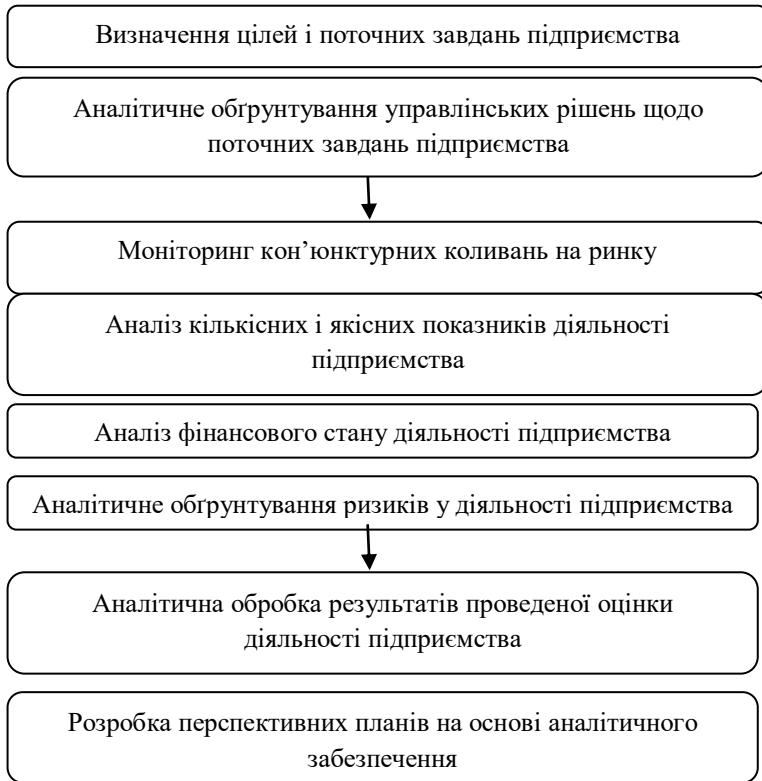 Визначення цілей і поточних завдань підприємства
Аналітичне обґрунтування управлінських рішень щодо
поточних завдань підприємства
Моніторинг кон’юнктурних коливань на ринку
Аналіз кількісних і якісних показників діяльності
підприємства
Аналіз фінансового стану діяльності підприємства
Аналітичне обґрунтування ризиків у діяльності підприємства
Аналітична обробка результатів проведеної оцінки
діяльності підприємства
Розробка перспективних планів на основі аналітичного
забезпечення